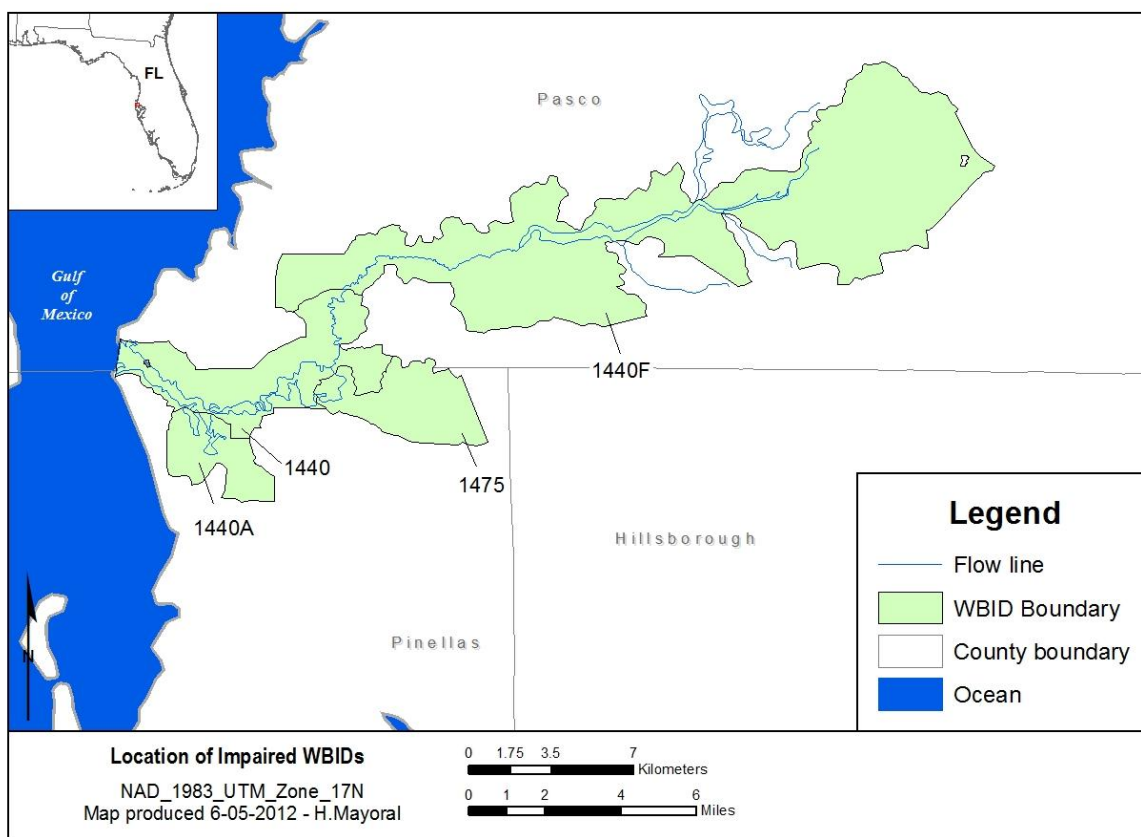 FL
Pasco
Gulf
of
Mexico
1440F
1440
1475
1440A
Hillsborough
Pinellas
N
Legend
Flow line
WBID Boundary
County boundary
Ocean
Location of Impaired WBIDs
NAD_1983_UTM_Zone_17N
Map produced 6-05-2012 - H.Mayoral
0 1.75 3.5 7
Kilometers
0 1 2 4 6
Miles